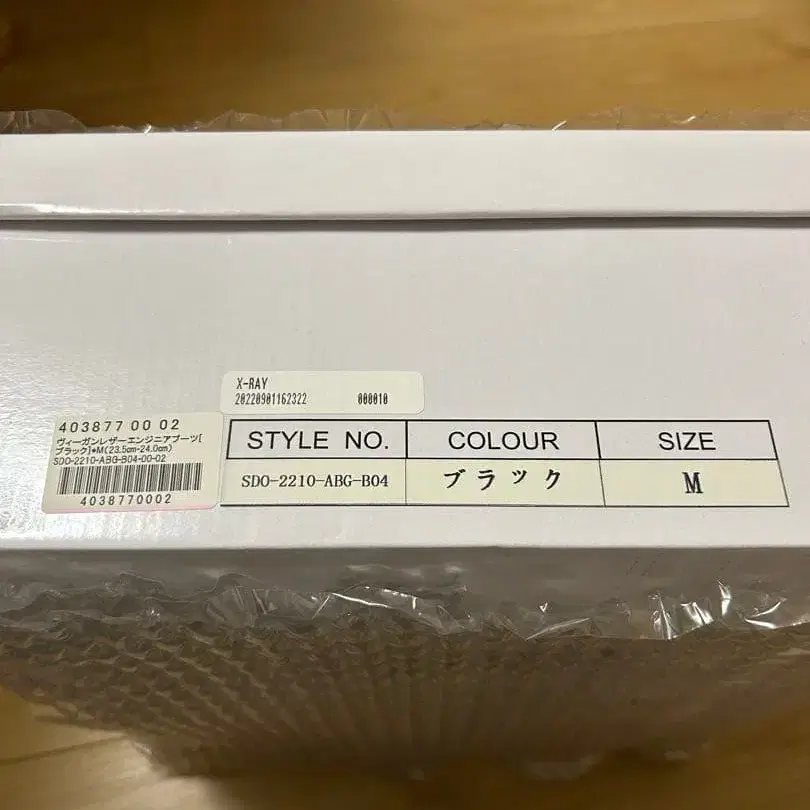 X-RAY
20220901162322 000010
403877 00 02
ヴィーガンレザーエンジニアブーツ[
ブラック]*M(23.5cm-24.0cm)
SDO-2210-ABG-B04-00-02
4038770002
STYLE NO. COLOUR SIZE
SDO-2210-ABG-B04 ブラック M